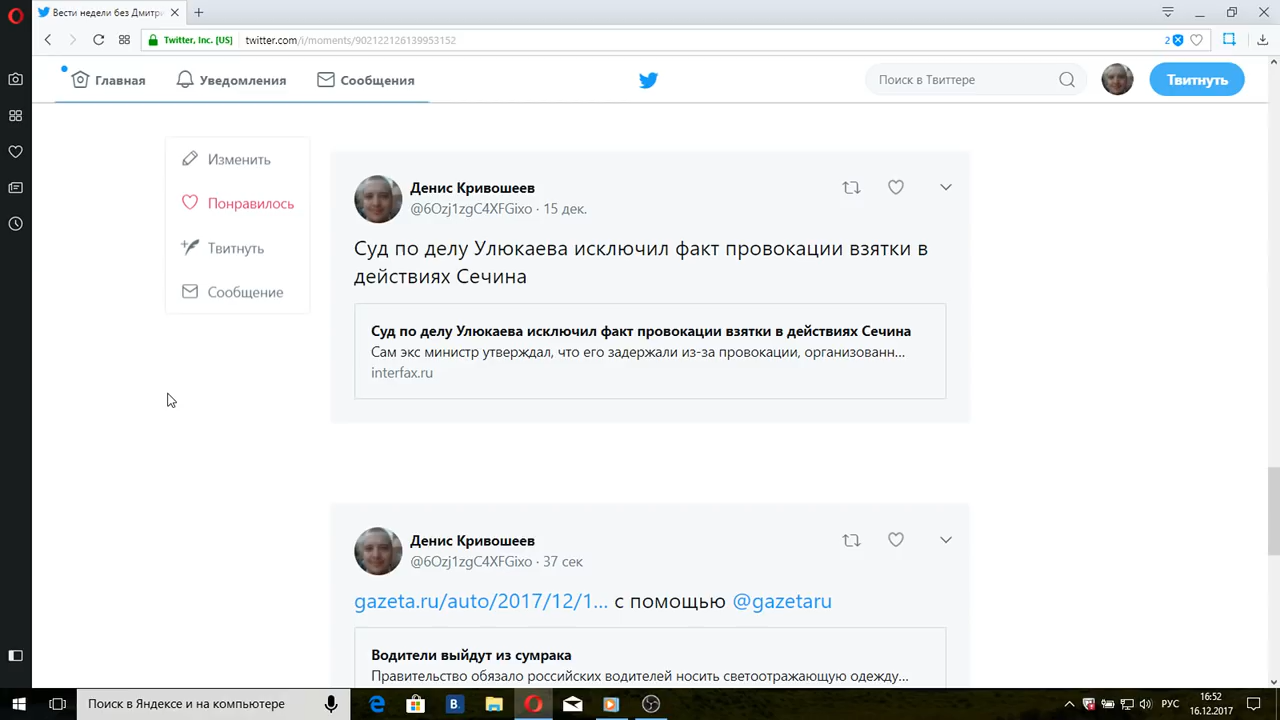 Вести недели без Дмитри
Twitter, Inc. [US]
twitter.com/i/moments/902122126139953152
2
Главная
Уведомления
Сообщения
Поиск в Твиттере
Твитнуть
Изменить
Понравилось
Твитнуть
Сообщение
Денис Кривошеев
@6Ozj1zgC4XFGixo · 15 дек.
Суд по делу Улюкаева исключил факт провокации взятки в
действиях Сечина
Суд по делу Улюкаева исключил факт провокации взятки в действиях Сечина
Сам экс министр утверждал, что его задержали из-за провокации, организованн...
interfax.ru
Денис Кривошеев
@6Ozj1zgC4XFGixo · 37 сек
gazeta.ru/auto/2017/12/1... с помощью @gazetaru
Водители выйдут из сумрака
Правительство обязало российских водителей носить светоотражающую одежду...
Поиск в Яндексе и на компьютере
B.
РУС
16:52
16.12.2017